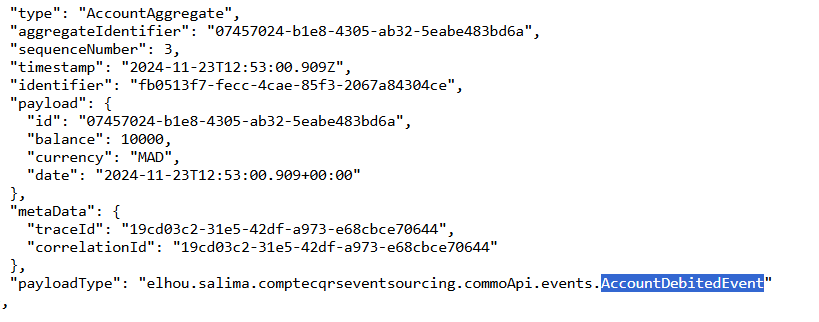 "type": "AccountAggregate",
"aggregateIdentifier": "07457024-b1e8-4305-ab32-5eabe483bd6a",
"sequenceNumber": 3,
"timestamp": "2024-11-23T12:53:00.909Z",
"identifier": "fb0513f7-fecc-4cae-85f3-2067a84304ce",
"payload": {
"id": "07457024-b1e8-4305-ab32-5eabe483bd6a",
"balance": 10000,
"currency": "MAD",
"date": "2024-11-23T12:53:00.909+00:00"
},
"metaData": {
"traceId": "19cd03c2-31e5-42df-a973-e68cbce70644",
"correlationId": "19cd03c2-31e5-42df-a973-e68cbce70644"
},
"payloadType": "elhou.salima.comptecqrseventsourcing.commoApi.events.AccountDebitedEvent"
,